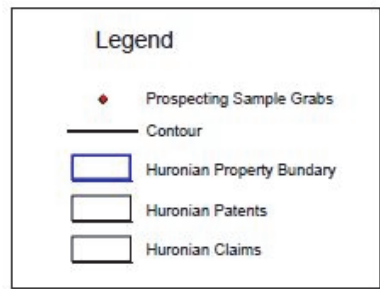 Legend
Prospecting Sample Grabs
Contour
Huronian Property Bundary
Huronian Patents
Huronian Claims